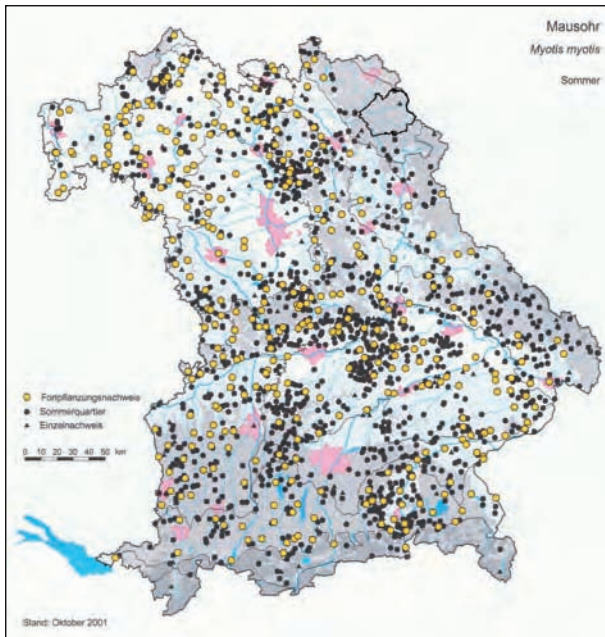 Mausohr
Myotis myotis
Sommer
Fortpflanzungsnachweis
Sommerquartier
Einzelnachweis
0 10 20 30 40 50 km
Stand: Oktober 2001